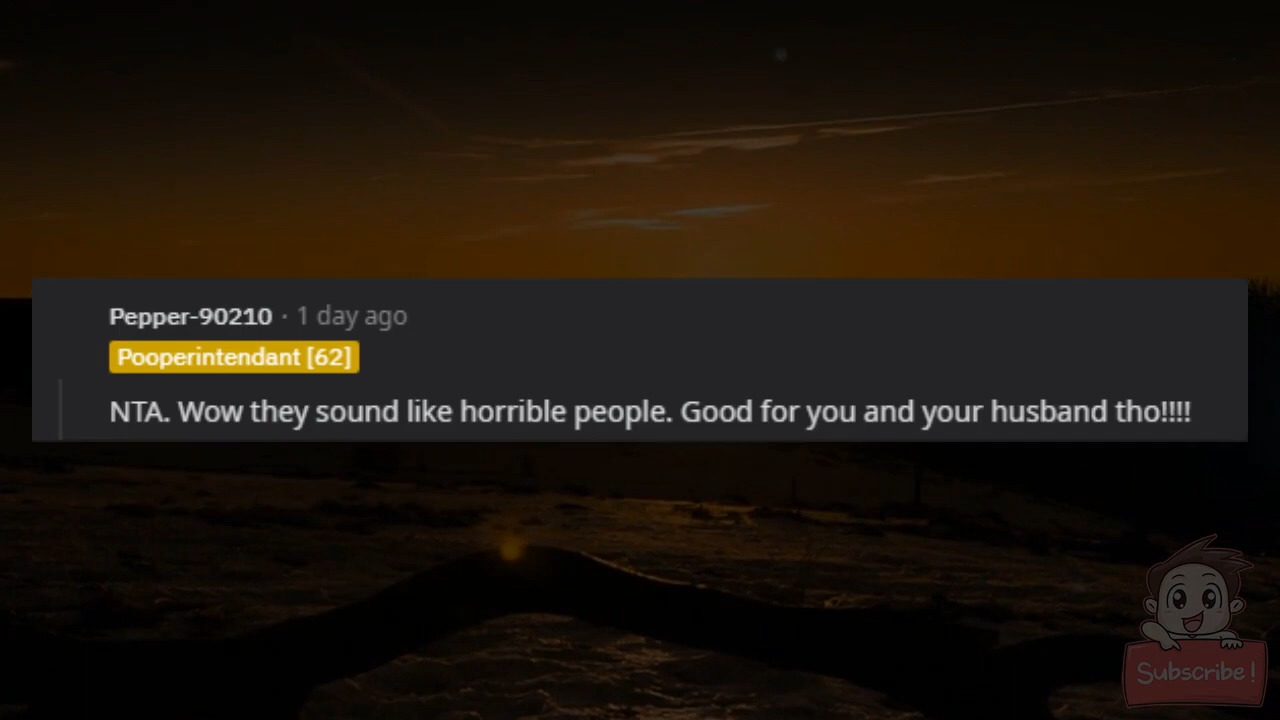 Pepper-90210 · 1 day ago
Pooperintendant [62]
NTA. Wow they sound like horrible people. Good for you and your husband tho!!!!
Subscribe!